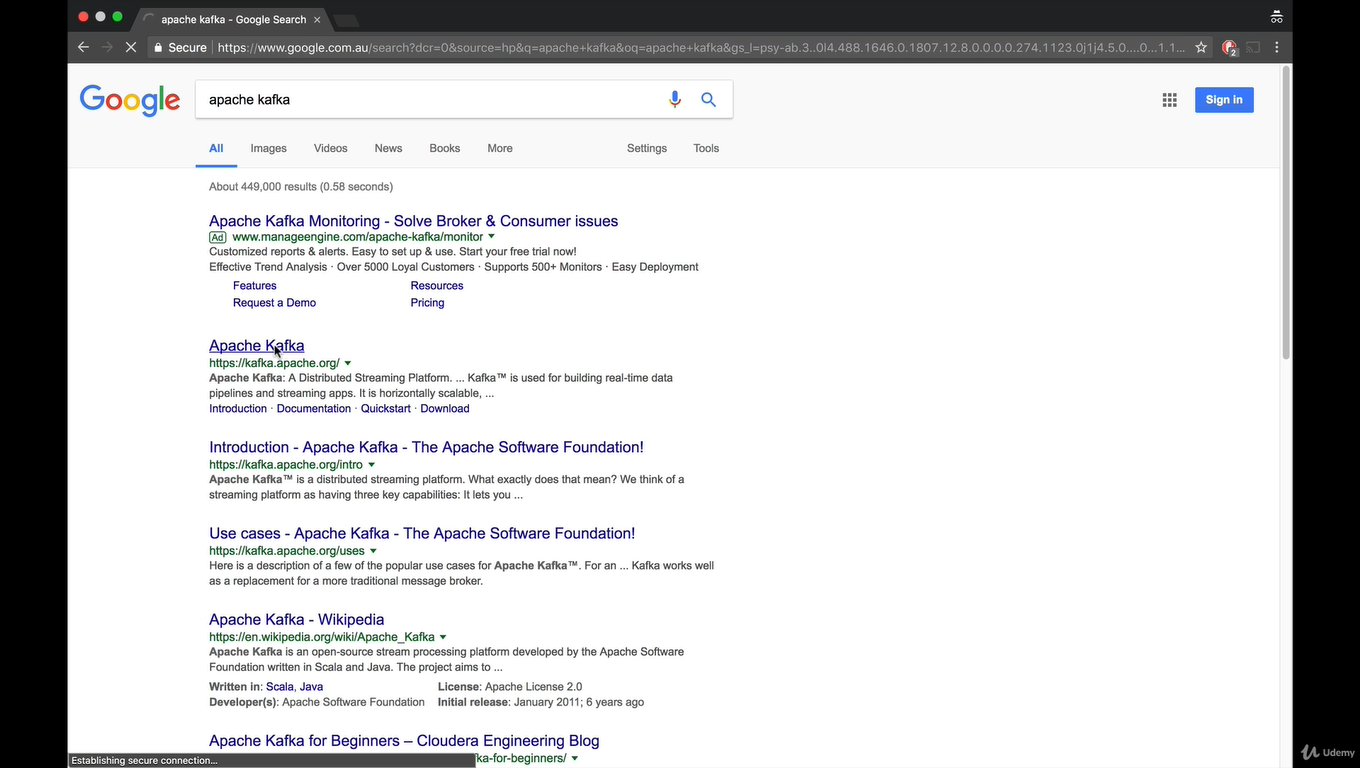 apache kafka - Google Search
Secure
https://www.google.com.au/search?dcr=0&source=hp&q=apache+kafka&oq=apache+kafka&gs_l=psy-ab.3..0l4.488.1646.0.1807.12.8.0.0.0.0.274.1123.0j1j4.5.0....0...1.1...
2
Google
apache kafka
Sign in
All Images Videos News Books More Settings Tools
About 449,000 results (0.58 seconds)
Apache Kafka Monitoring - Solve Broker & Consumer issues
Ad www.manageengine.com/apache-kafka/monitor
Customized reports & alerts. Easy to set up & use. Start your free trial now!
Effective Trend Analysis · Over 5000 Loyal Customers · Supports 500+ Monitors · Easy Deployment
Features Resources
Request a Demo Pricing
Apache Kafka
https://kafka.apache.org/
Apache Kafka: A Distributed Streaming Platform. ... Kafka™ is used for building real-time data
pipelines and streaming apps. It is horizontally scalable, ...
Introduction · Documentation · Quickstart · Download
Introduction - Apache Kafka - The Apache Software Foundation!
https://kafka.apache.org/intro
Apache Kafka™ is a distributed streaming platform. What exactly does that mean? We think of a
streaming platform as having three key capabilities: It lets you ...
Use cases - Apache Kafka - The Apache Software Foundation!
https://kafka.apache.org/uses
Here is a description of a few of the popular use cases for Apache Kafka™. For an ... Kafka works well
as a replacement for a more traditional message broker.
Apache Kafka - Wikipedia
https://en.wikipedia.org/wiki/Apache_Kafka
Apache Kafka is an open-source stream processing platform developed by the Apache Software
Foundation written in Scala and Java. The project aims to ...
Written in: Scala, Java License: Apache License 2.0
Developer(s): Apache Software Foundation Initial release: January 2011; 6 years ago
Apache Kafka for Beginners – Cloudera Engineering Blog
Establishing secure connection... ka-for-beginners/
Udemy